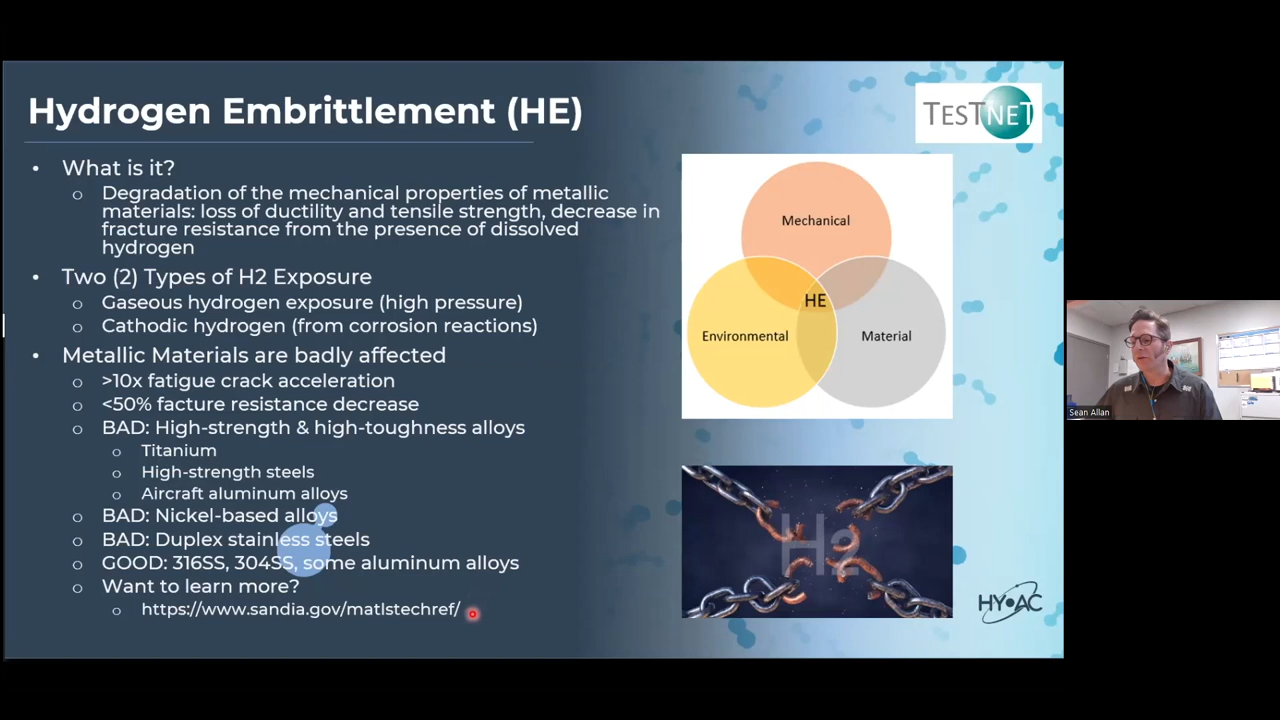 Hydrogen Embrittlement (HE)
TESTNET
• What is it?
o Degradation of the mechanical properties of metallic
materials: loss of ductility and tensile strength, decrease in
fracture resistance from the presence of dissolved
hydrogen
• Two (2) Types of H2 Exposure
o Gaseous hydrogen exposure (high pressure)
o Cathodic hydrogen (from corrosion reactions)
• Metallic Materials are badly affected
o >10x fatigue crack acceleration
o <50% facture resistance decrease
o BAD: High-strength & high-toughness alloys
o Titanium
o High-strength steels
o Aircraft aluminum alloys
o BAD: Nickel-based alloys
o BAD: Duplex stainless steels
o GOOD: 316SS, 304SS, some aluminum alloys
o Want to learn more?
o https://www.sandia.gov/matlstechref/
Mechanical
HE
Environmental
Material
H2
HY•AC
Sean Allan